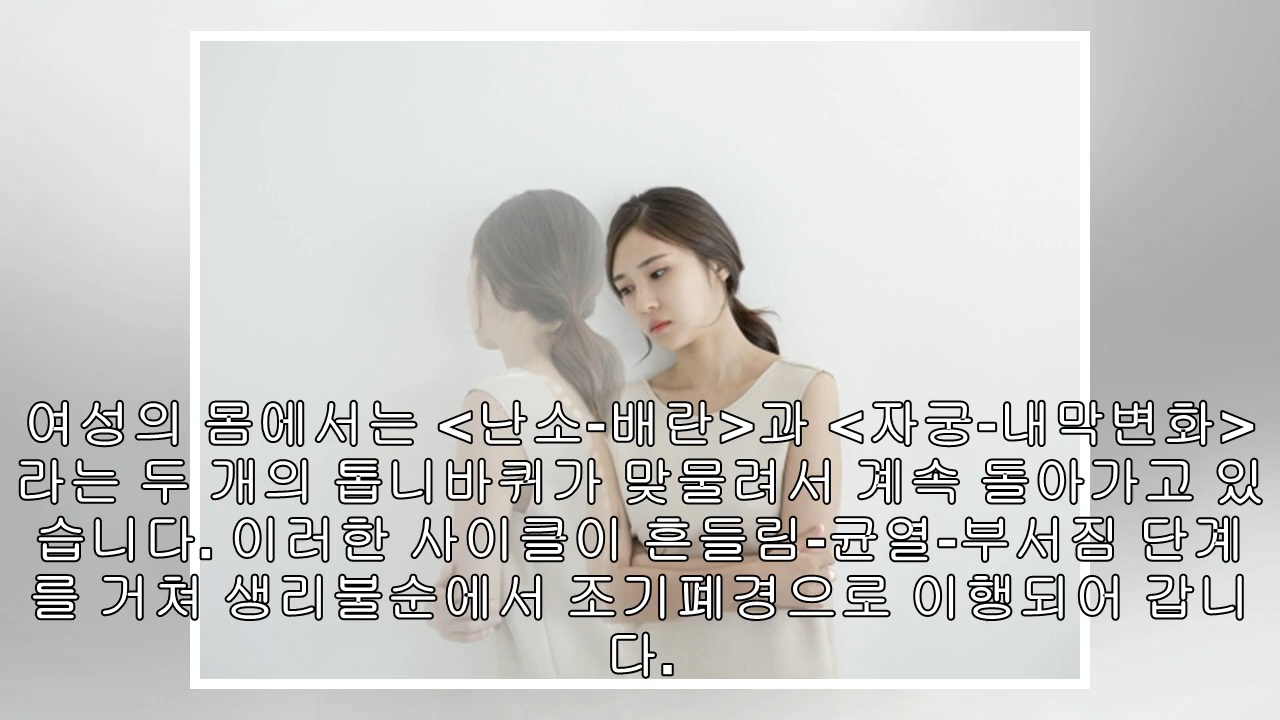 여성의 몸에서는 <난소-배란>과 <자궁-내막변화>
라는 두 개의 톱니바퀴가 맞물려서 계속 돌아가고 있
습니다. 이러한 사이클이 흔들림-균열-부서짐 단계
를 거쳐 생리불순에서 조기폐경으로 이행되어 갑니
다.